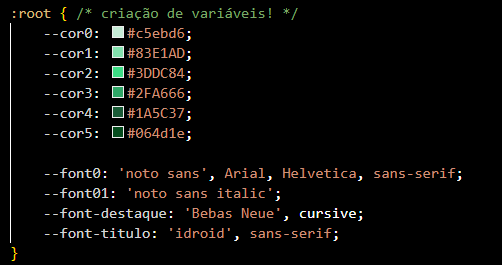 :root { /* criação de variáveis! */
--cor0: #c5ebd6;
--cor1: #83E1AD;
--cor2: #3DDC84;
--cor3: #2FA666;
--cor4: #1A5C37;
--cor5: #064d1e;
--font0: 'noto sans', Arial, Helvetica, sans-serif;
--font01: 'noto sans italic';
--font-destaque: 'Bebas Neue', cursive;
--font-titulo: 'idroid', sans-serif;
}